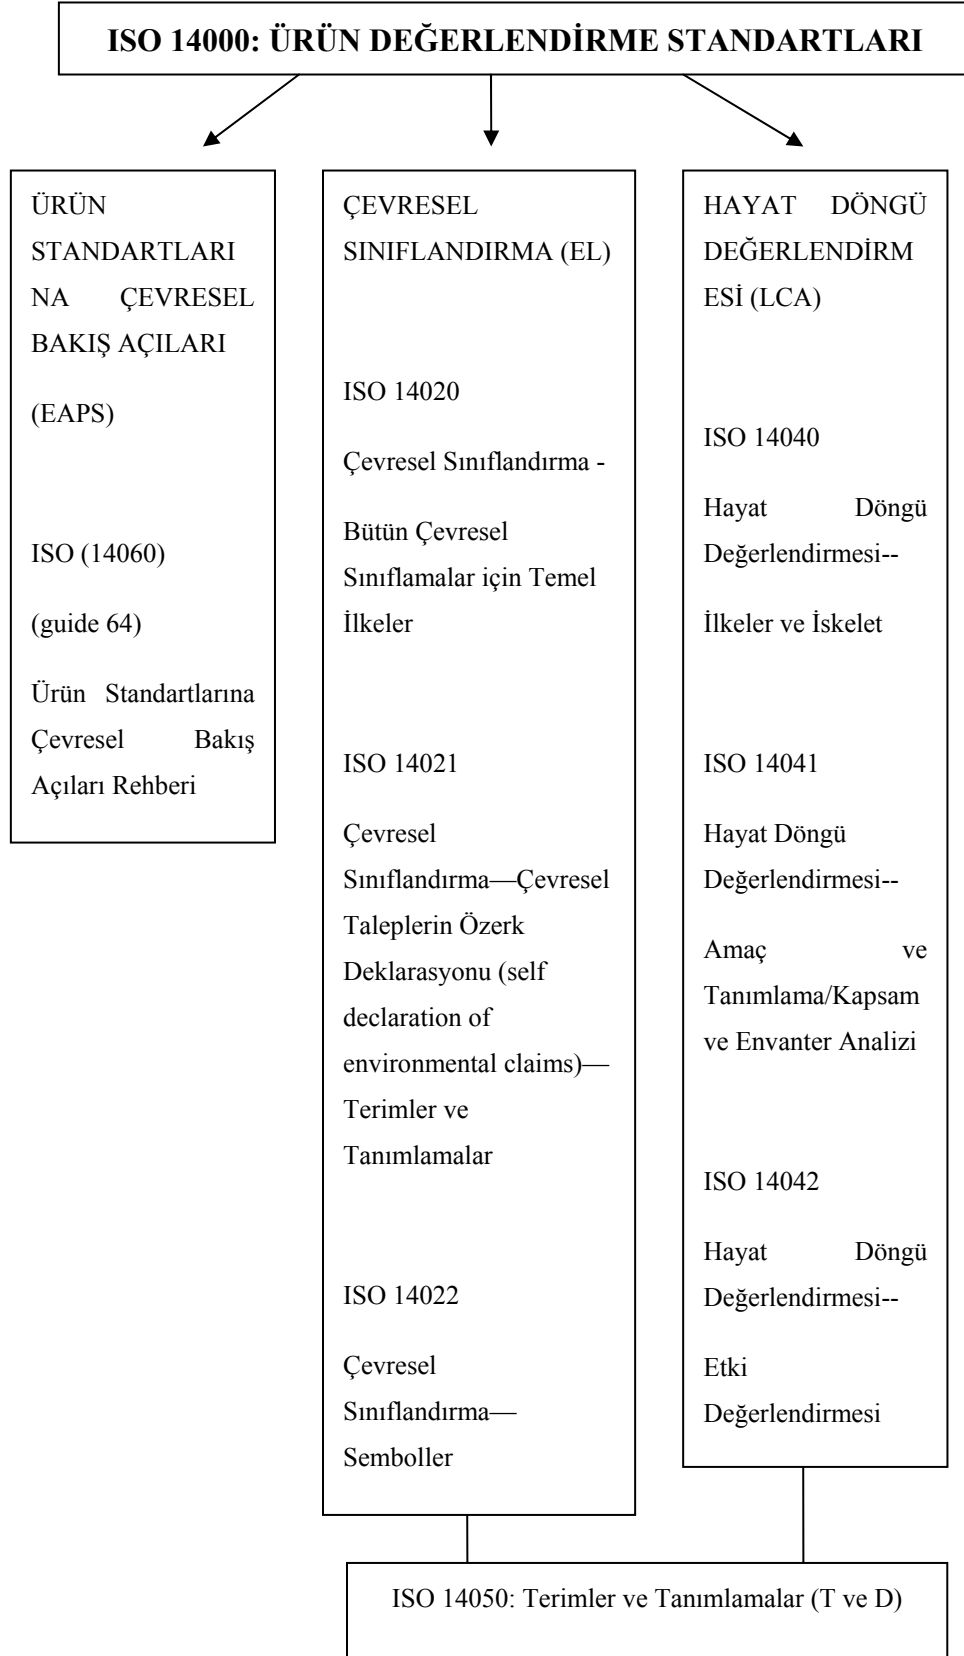 ISO 14000: ÜRÜN DEĞERLENDİRME STANDARTLARI
ÜRÜN
STANDARTLARI
NA ÇEVRESEL
BAKIŞ AÇILARI
(EAPS)
ISO (14060)
(guide 64)
Ürün Standartlarına
Çevresel Bakış
Açıları Rehberi
ÇEVRESEL
SINIFLANDIRMA (EL)
ISO 14020
Çevresel Sınıflandırma -
Bütün Çevresel
Sınıflamalar için Temel
İlkeler
ISO 14021
Çevresel
Sınıflandırma—Çevresel
Taleplerin Özerk
Deklarasyonu (self
declaration of
environmental claims)—
Terimler ve
Tanımlamalar
ISO 14022
Çevresel
Sınıflandırma—
Semboller
HAYAT DÖNGÜ
DEĞERLENDİRM
ESİ (LCA)
ISO 14040
Hayat Döngü
Değerlendirmesi--
İlkeler ve İskelet
ISO 14041
Hayat Döngü
Değerlendirmesi--
Amaç ve
Tanımlama/Kapsam
ve Envanter Analizi
ISO 14042
Hayat Döngü
Değerlendirmesi--
Etki
Değerlendirmesi
ISO 14050: Terimler ve Tanımlamalar (T ve D)